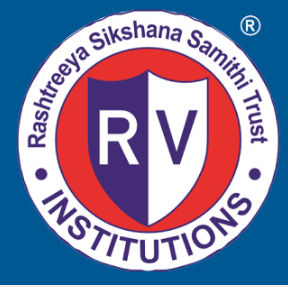 ®
Rashtreeya Sikshana Samithi Trust
RV
• INSTITUTIONS •